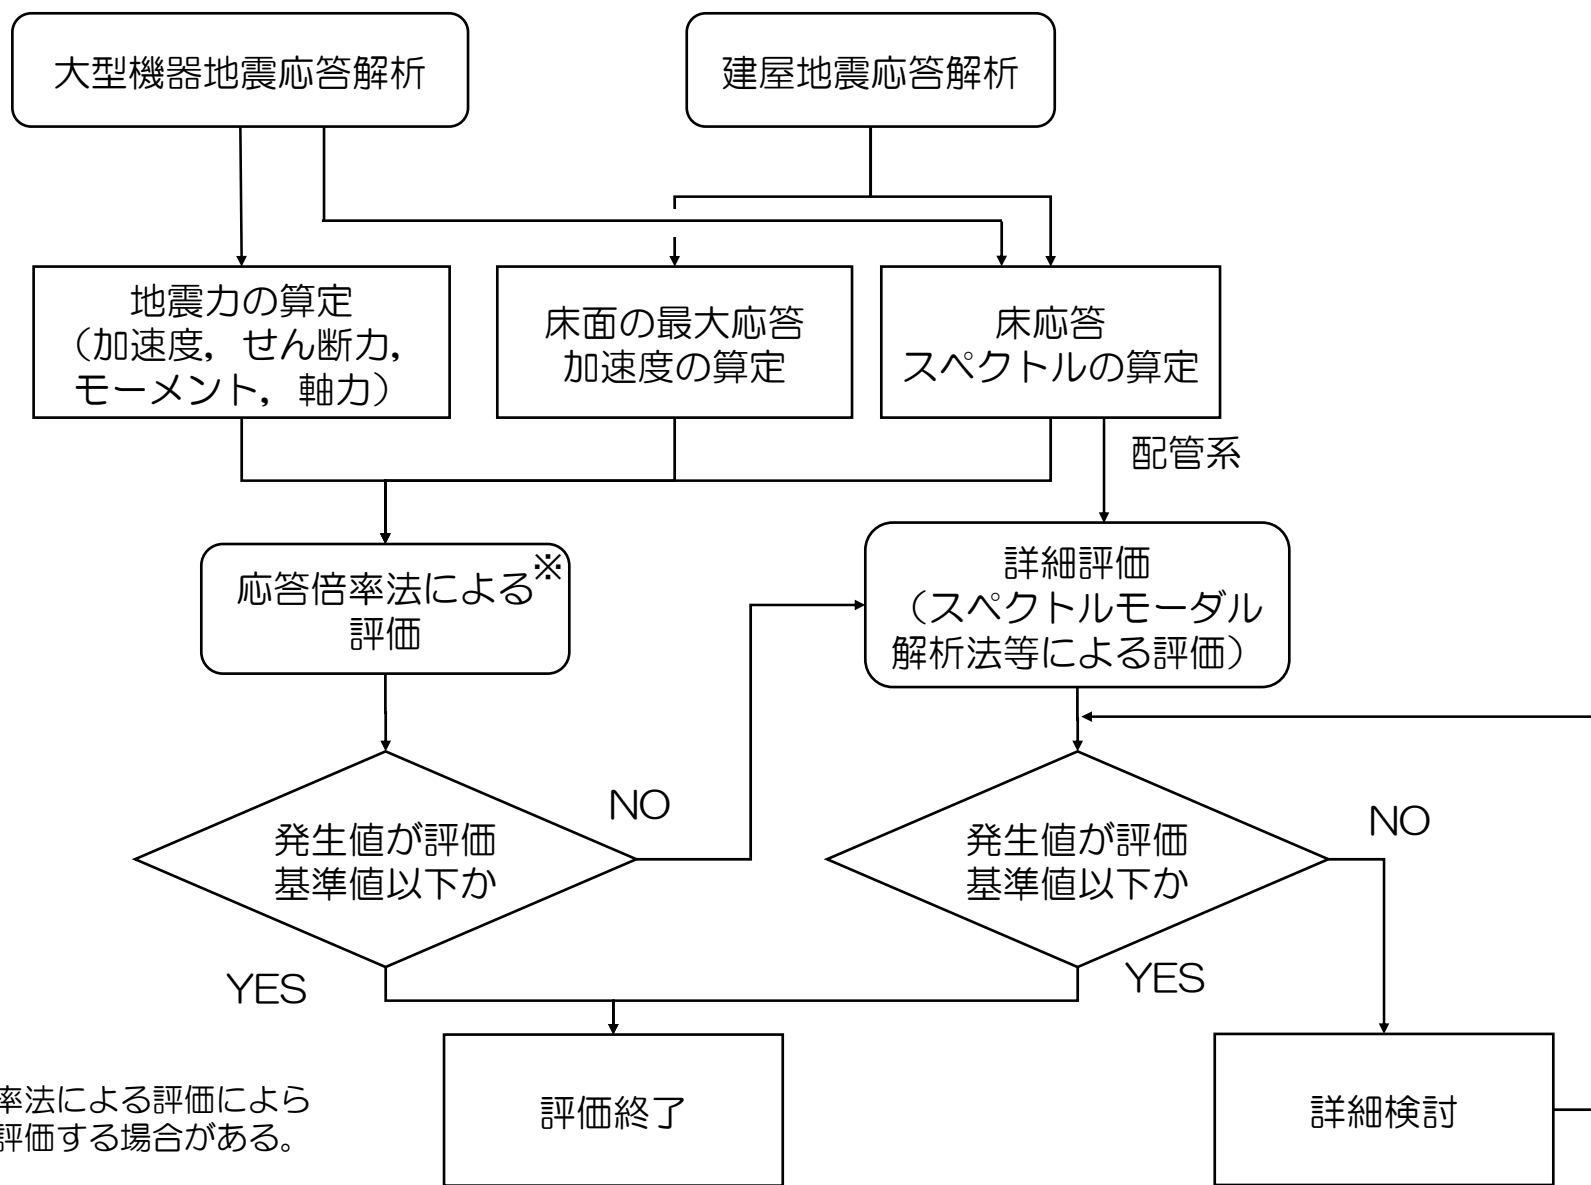 大型機器地震応答解析
建屋地震応答解析
地震力の算定
（加速度，せん断力，
モーメント，軸力）
床面の最大応答
加速度の算定
床応答
スペクトルの算定
配管系
応答倍率法による※
評価
詳細評価
（スペクトルモーダル
解析法等による評価）
発生値が評価
基準値以下か
NO
発生値が評価
基準値以下か
NO
YES
YES
評価終了
詳細検討
率法による評価によら
評価する場合がある。